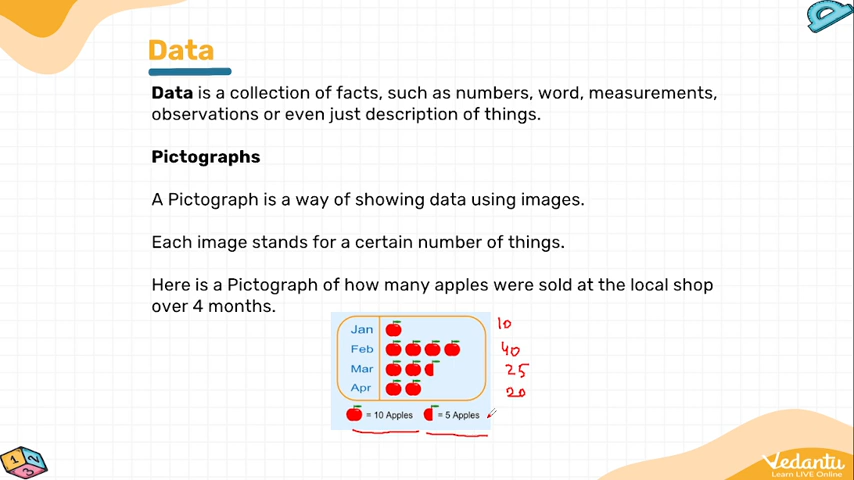 Data
Data is a collection of facts, such as numbers, word, measurements,
observations or even just description of things.
Pictographs
A Pictograph is a way of showing data using images.
Each image stands for a certain number of things.
Here is a Pictograph of how many apples were sold at the local shop
over 4 months.
Jan 10
Feb 40
Mar 25
Apr 20
= 10 Apples = 5 Apples
1 2 3
Vedantu
Learn LIVE Online